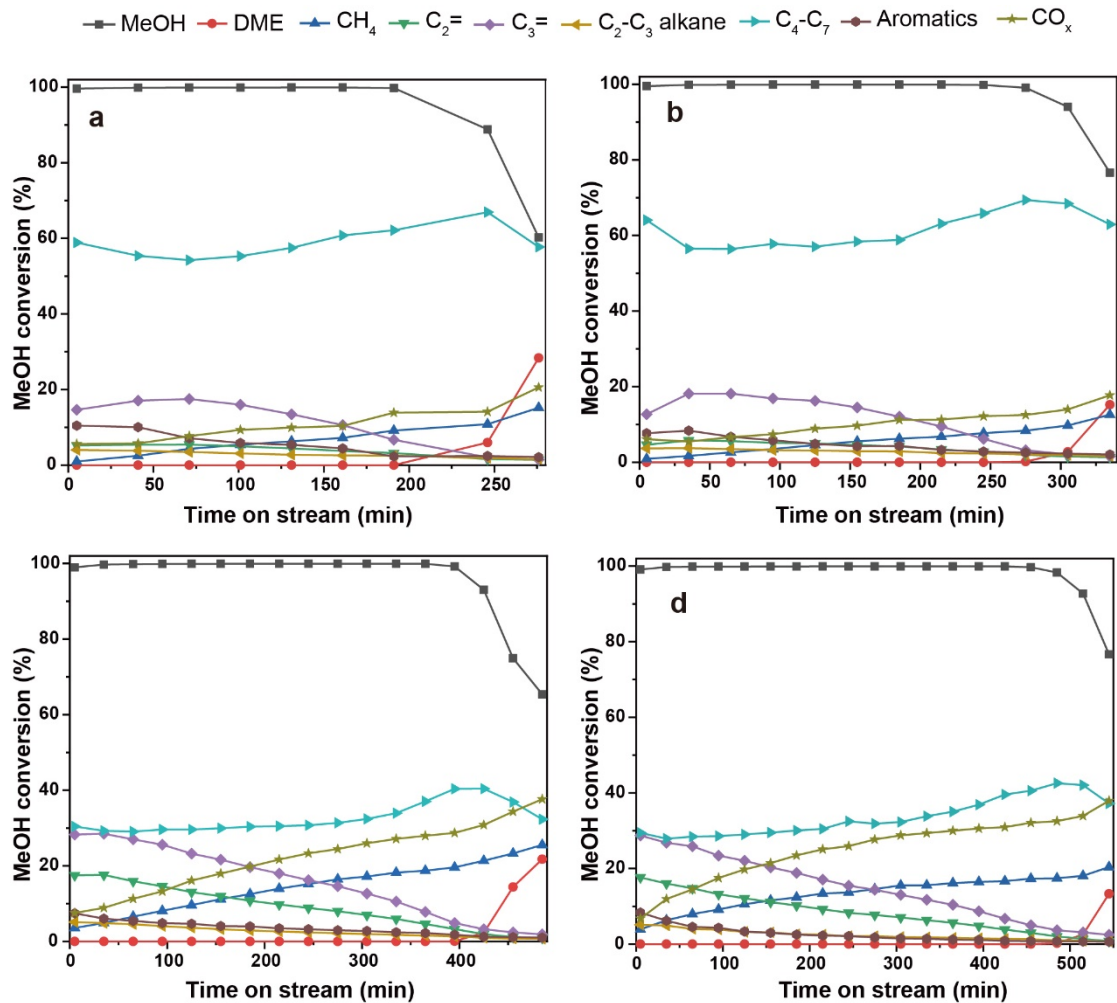 MeOH DME CH₄ C₂= C₃= C₂-C₃ alkane C₄-C₇ Aromatics COₓ
a
MeOH conversion (%)
100
80
60
40
20
0
0 50 100 150 200 250
Time on stream (min)
b
MeOH conversion (%)
100
80
60
40
20
0
0 50 100 150 200 250 300
Time on stream (min)
MeOH conversion (%)
100
80
60
40
20
0
0 100 200 300 400
Time on stream (min)
d
MeOH conversion (%)
100
80
60
40
20
0
0 100 200 300 400 500
Time on stream (min)